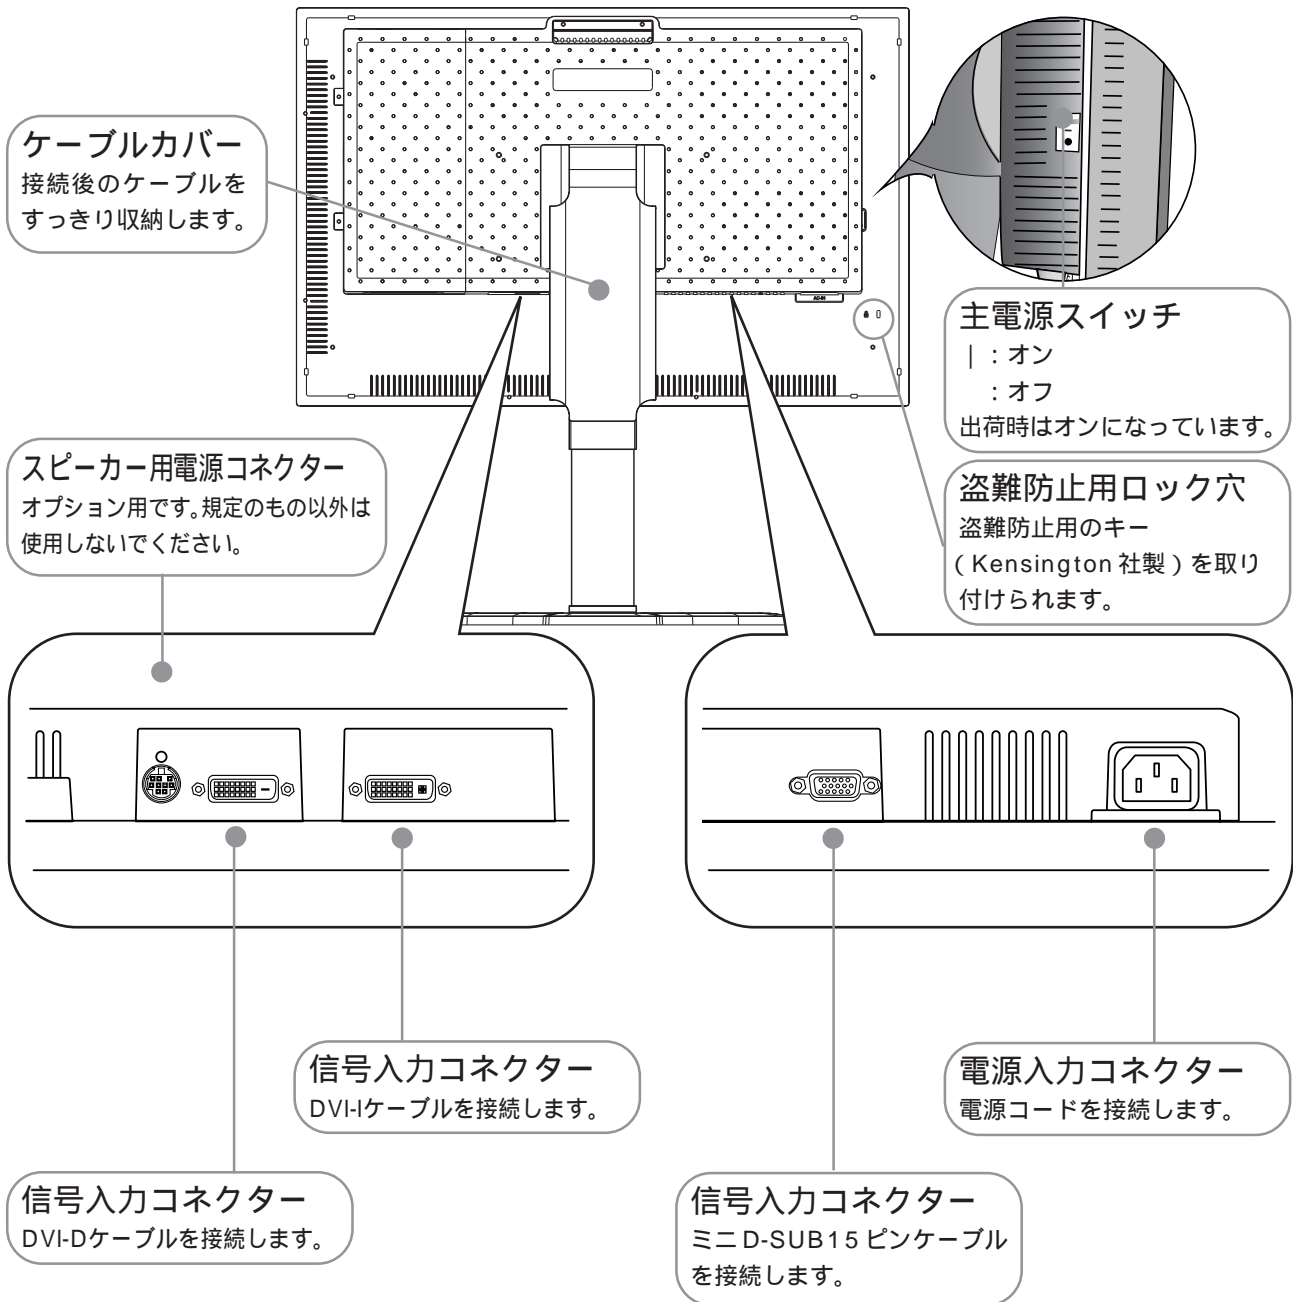 ケーブルカバー
接続後のケーブルを
すっきり収納します。
AC-IN
主電源スイッチ
| : オン
: オフ
出荷時はオンになっています。
スピーカー用電源コネクター
オプション用です。規定のもの以外は
使用しないでください。
盗難防止用ロック穴
盗難防止用のキー
( Kensington 社製 ) を取り
付けられます。
信号入力コネクター
DVI-Iケーブルを接続します。
電源入力コネクター
電源コードを接続します。
信号入力コネクター
DVI-Dケーブルを接続します。
信号入力コネクター
ミニ D-SUB15 ピンケーブル
を接続します。